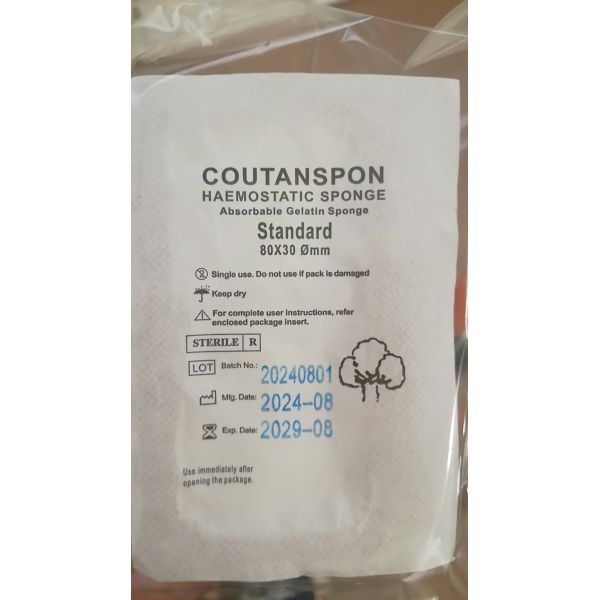 COUTANSPON
HAEMOSTATIC SPONGE
Absorbable Gelatin Sponge
Standard
80X30 Ømm
2 Single use. Do not use if pack is damaged
Keep dry
For complete user instructions, refer
enclosed package insert.
STERILE R
LOT Batch No.: 20240801
Mfg. Date: 2024-08
Exp. Date: 2029-08
Use immediately after
opening the package.